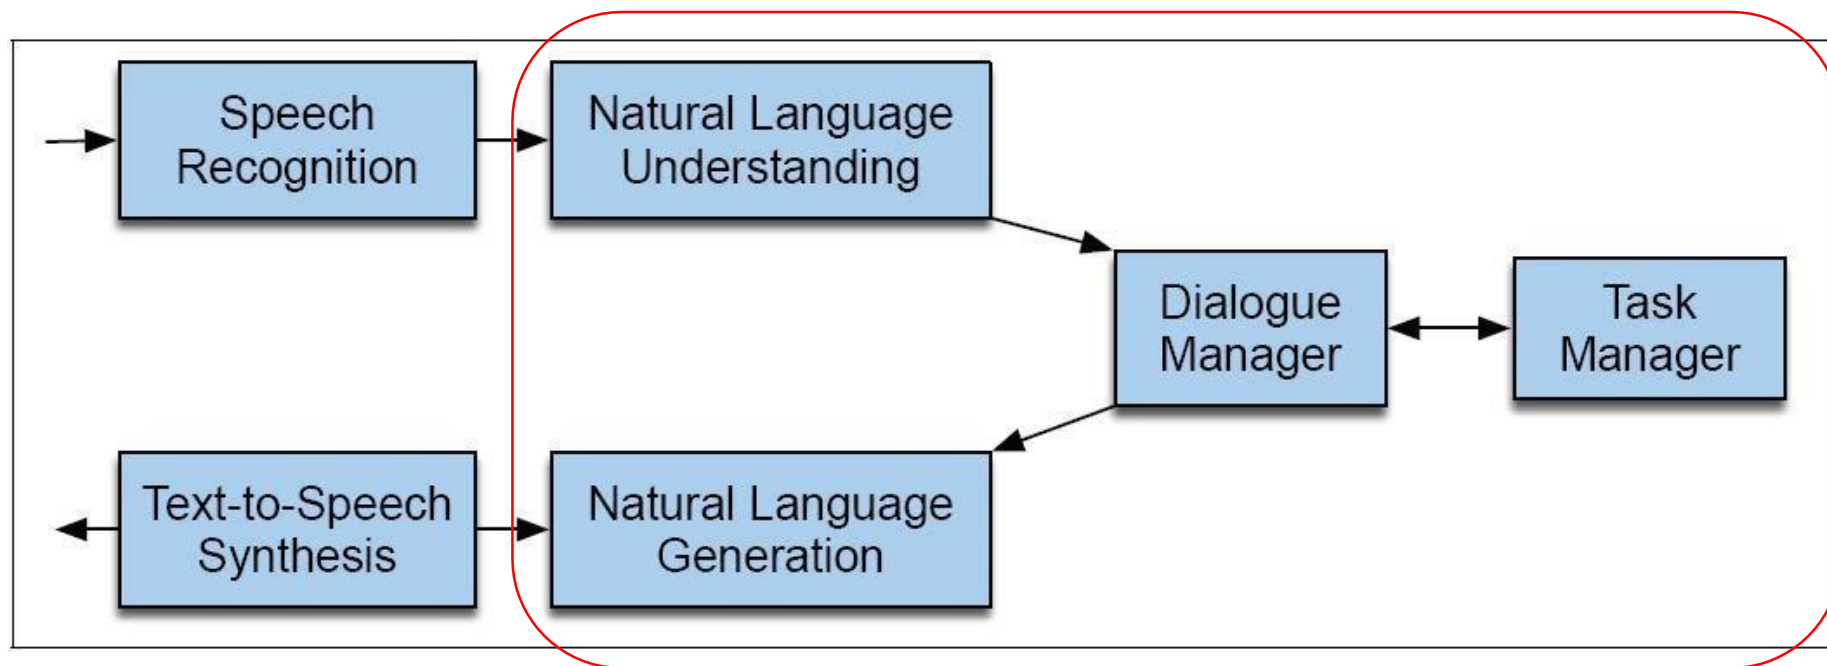 Speech
Recognition
Natural Language
Understanding
Dialogue
Manager
Task
Manager
Text-to-Speech
Synthesis
Natural Language
Generation